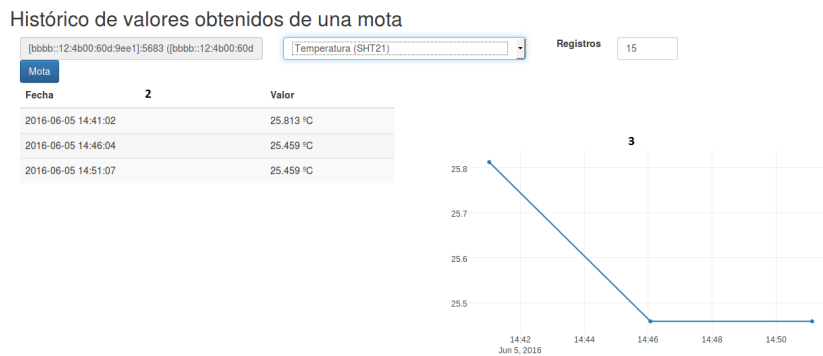 Histórico de valores obtenidos de una mota
[bbbb::12:4b00:60d:9ee1]:5683 ([bbbb::12:4b00:60d
Temperatura (SHT21)
Registros
15
Mota
Fecha 2 Valor
2016-06-05 14:41:02 25.813 ºC
2016-06-05 14:46:04 25.459 ºC
2016-06-05 14:51:07 25.459 ºC
3
25.8
25.7
25.6
25.5
14:42 14:44 14:46 14:48 14:50
Jun 5, 2016